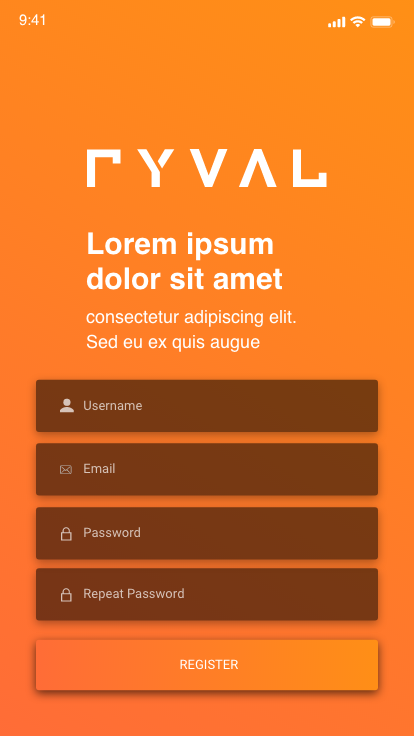 9:41
RYVAL
Lorem ipsum
dolor sit amet
consectetur adipiscing elit.
Sed eu ex quis augue
Username
Email
Password
Repeat Password
REGISTER